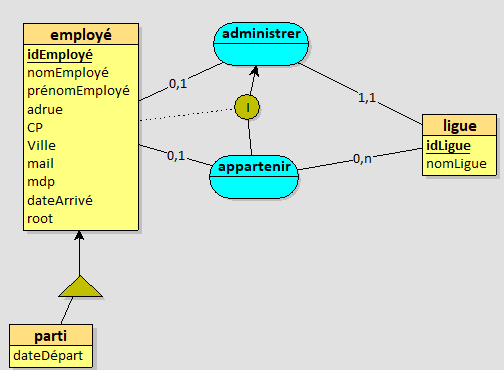 employé
idEmployé
nomEmployé
prénomEmployé
adrue
CP
Ville
mail
mdp
dateArrivé
root
administrer
0,1
1,1
I
0,1
0,n
appartenir
ligue
idLigue
nomLigue
parti
dateDépart